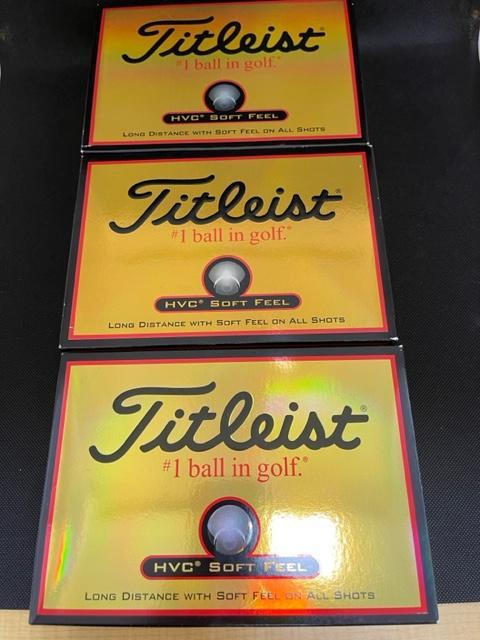 Titleist®
#1 ball in golf.®
HVC® Soft Feel
Long Distance with Soft Feel on All Shots
Titleist®
#1 ball in golf.®
HVC® Soft Feel
Long Distance with Soft Feel on All Shots
Titleist®
#1 ball in golf.®
HVC® Soft Feel
Long Distance with Soft Feel on All Shots